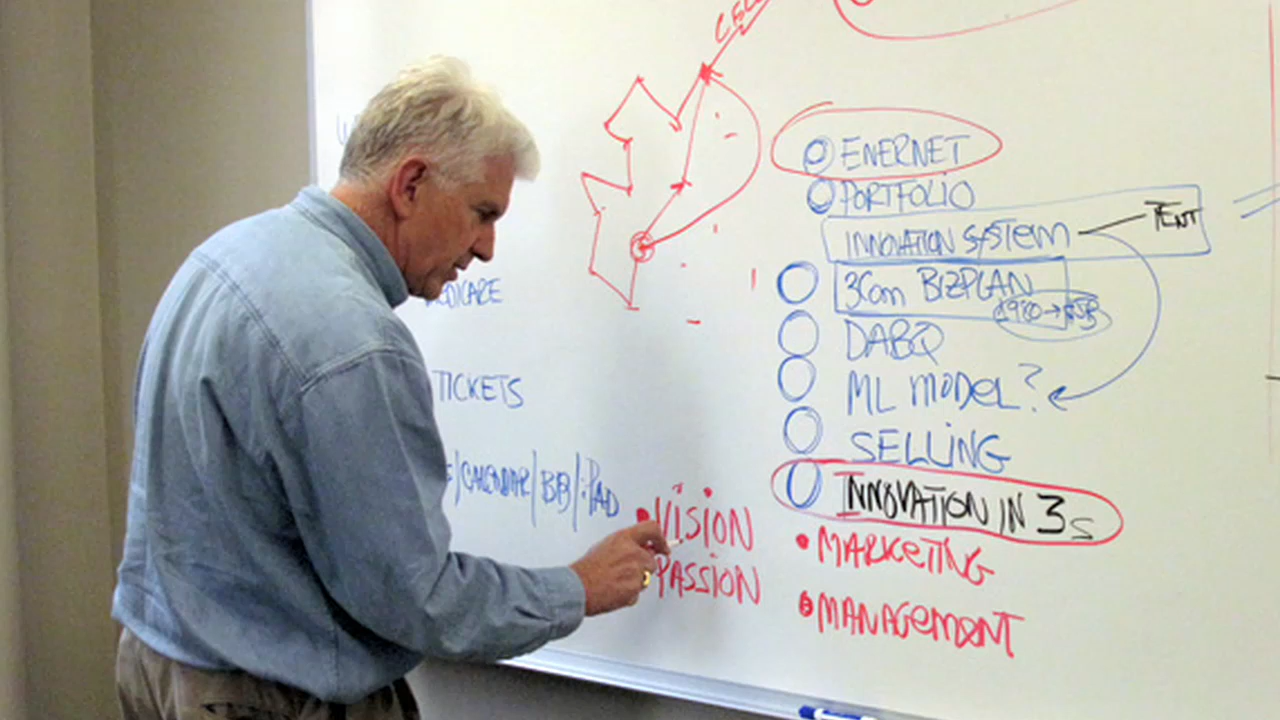 ENERNET
PORTFOLIO
INNOVATION SYSTEM
TENT
3Com BIZPLAN
DABQ
ML MODEL?
TICKETS
SELLING
/CALENDAR/BB/iPAD
INNOVATION IN 3s
VISION
MARKETING
PASSION
MANAGEMENT